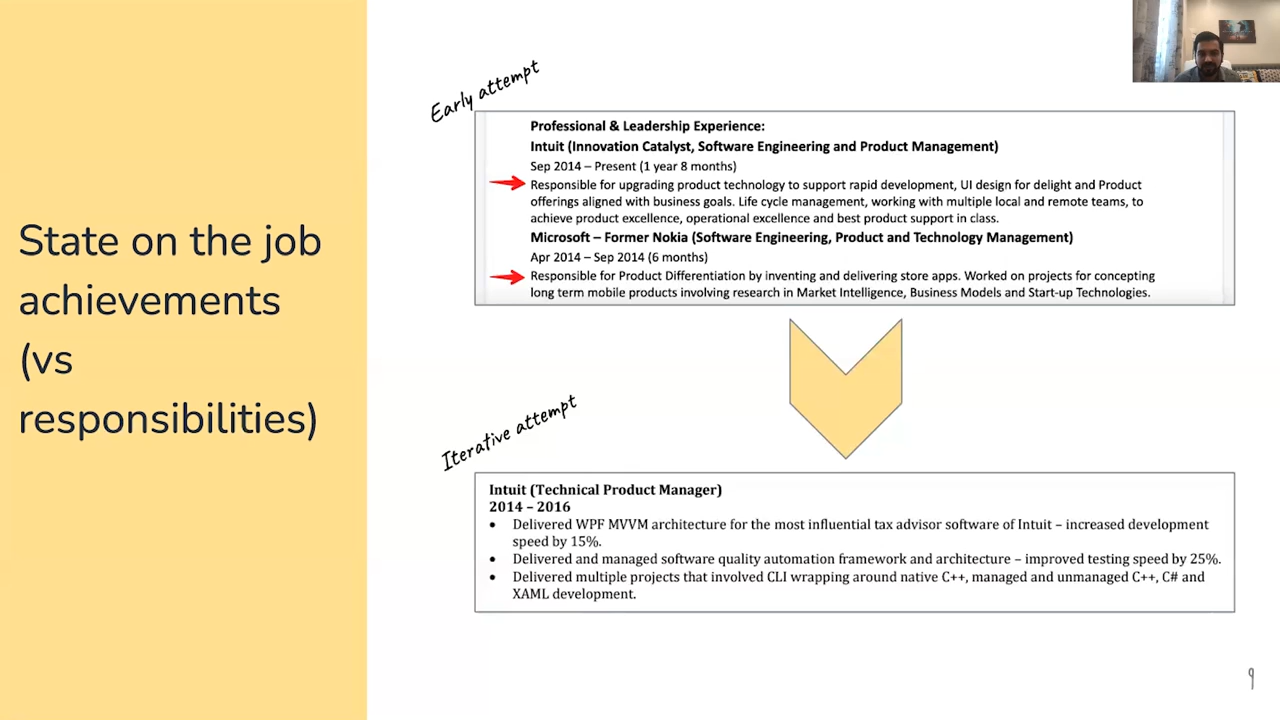 State on the job
achievements
(vs
responsibilities)
Early attempt
Professional & Leadership Experience:
Intuit (Innovation Catalyst, Software Engineering and Product Management)
Sep 2014 – Present (1 year 8 months)
Responsible for upgrading product technology to support rapid development, UI design for delight and Product
offerings aligned with business goals. Life cycle management, working with multiple local and remote teams, to
achieve product excellence, operational excellence and best product support in class.
Microsoft – Former Nokia (Software Engineering, Product and Technology Management)
Apr 2014 – Sep 2014 (6 months)
Responsible for Product Differentiation by inventing and delivering store apps. Worked on projects for concepting
long term mobile products involving research in Market Intelligence, Business Models and Start-up Technologies.
Iterative attempt
Intuit (Technical Product Manager)
2014 – 2016
• Delivered WPF MVVM architecture for the most influential tax advisor software of Intuit – increased development
speed by 15%.
• Delivered and managed software quality automation framework and architecture – improved testing speed by 25%.
• Delivered multiple projects that involved CLI wrapping around native C++, managed and unmanaged C++, C# and
XAML development.
9